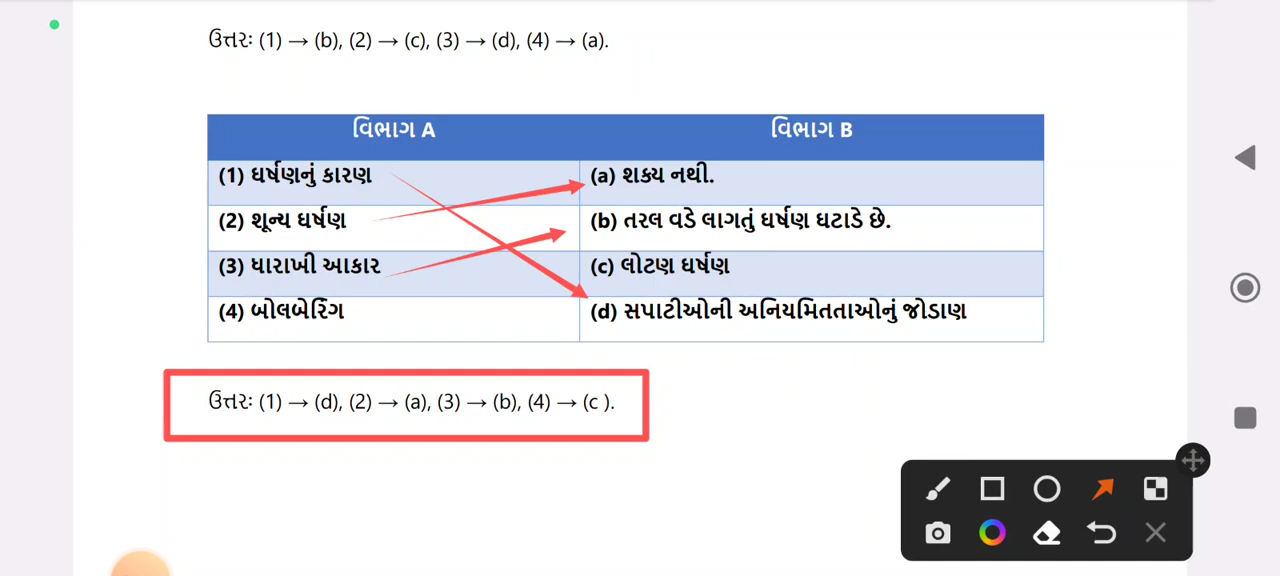 ઉત્તરઃ (1) → (b), (2) → (c), (3) → (d), (4) → (a).
વિભાગ A વિભાગ B
(1) ઘર્ષણનું કારણ (a) શક્ય નથી.
(2) શૂન્ય ઘર્ષણ (b) તરલ વડે લાગતું ઘર્ષણ ઘટાડે છે.
(3) ધારાખી આકાર (c) લોટણ ઘર્ષણ
(4) બોલબેરિંગ (d) સપાટીઓની અનિયમિતતાઓનું જોડાણ
ઉત્તરઃ (1) → (d), (2) → (a), (3) → (b), (4) → (c ).